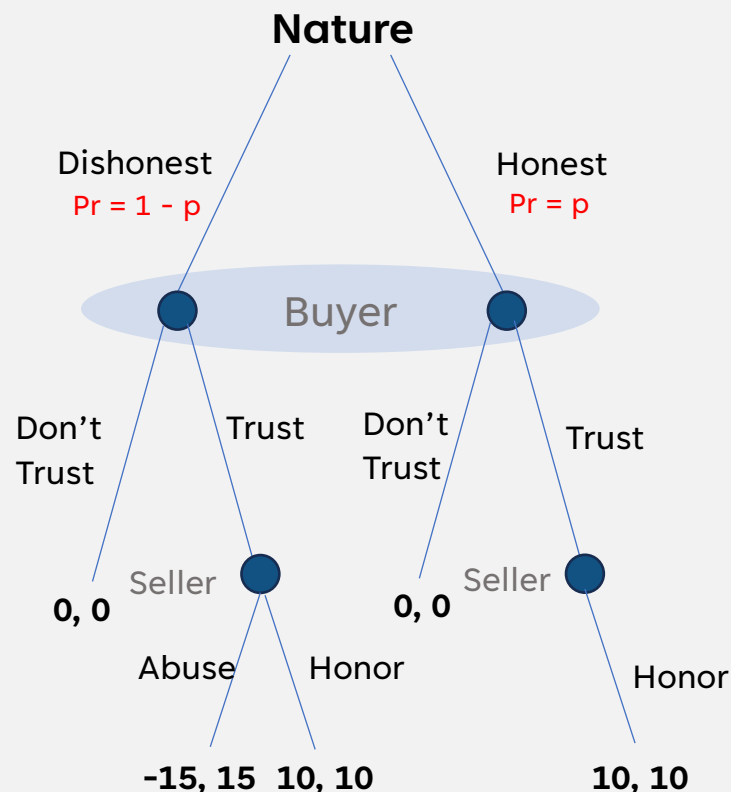 Nature
Dishonest
Pr = 1 - p
Honest
Pr = p
Buyer
Don't
Trust
Trust
Don't
Trust
Trust
Seller
0, 0
Seller
0, 0
Abuse
Honor
Honor
-15, 15
10, 10
10, 10